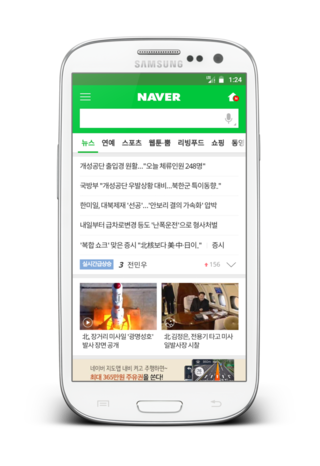 SAMSUNG
1:24
NAVER
뉴스 연예 스포츠 웹툰·뿜 리빙푸드 쇼핑 동영
개성공단 출입경 원활…"오늘 체류인원 248명"
국방부 "개성공단 우발상황 대비…북한군 특이동향."
한미일, 대북제재 '선공'…'안보리 결의 가속화' 압박
내일부터 급차로변경 등도 '난폭운전'으로 형사처벌
'복합 쇼크' 맞은 증시 "北核보다 美·中·日이." 증시
실시간급상승 3 전민우 156
北, 장거리 미사일 '광명성호'
발사 장면 공개
北 김정은, 전용기 타고 미사
일발사장 시찰
네이버 지도앱 내비 켜고 주행하면~
최대 365만원 주유권을 쏜다!